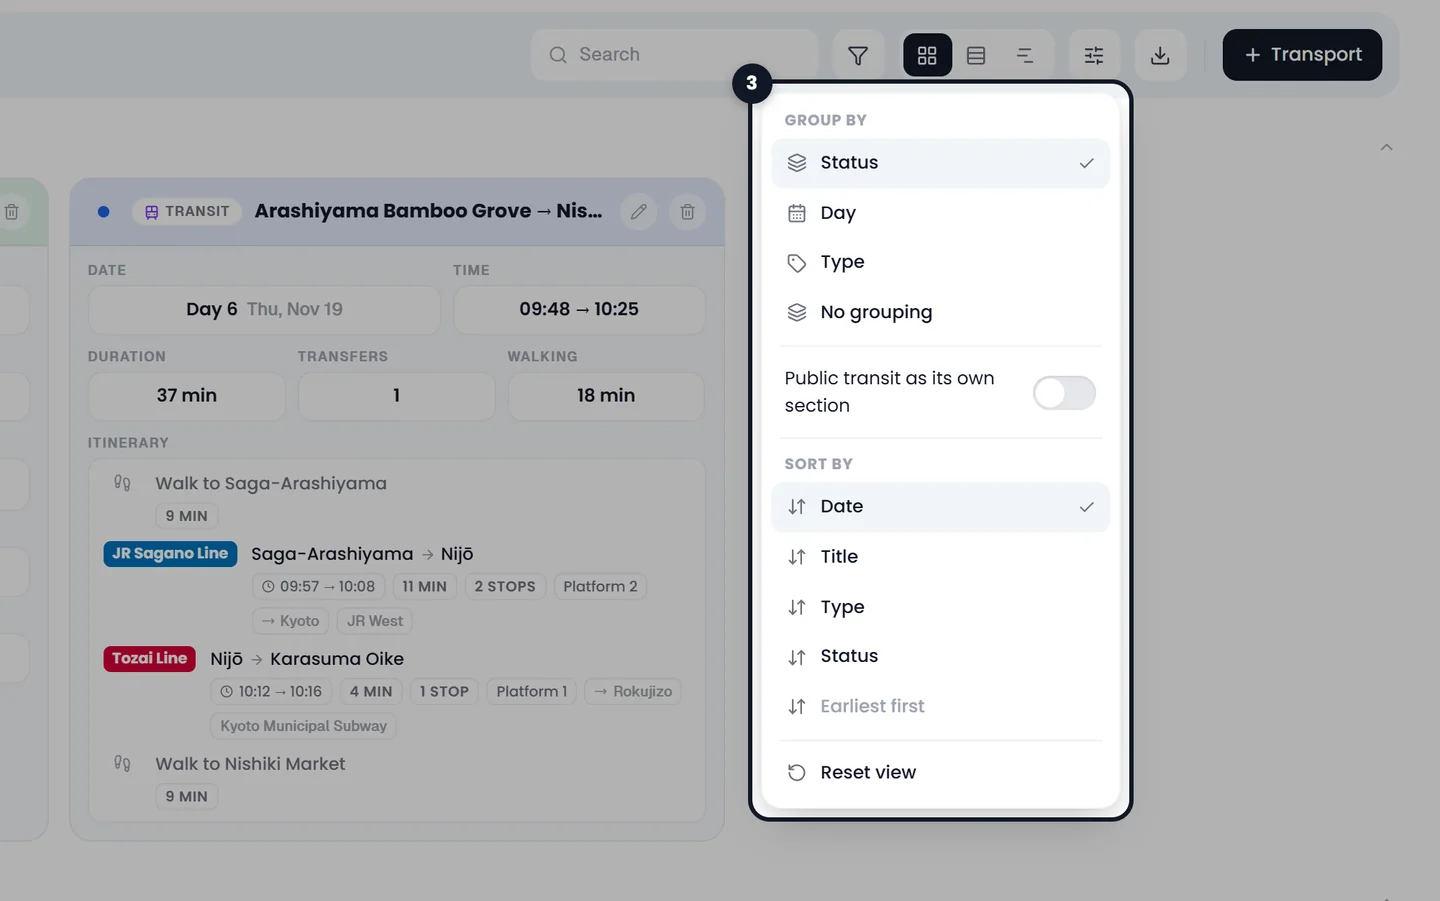 Search
+ Transport
3
GROUP BY
Status
Day
Type
No grouping
Public transit as its own
section
SORT BY
Date
Title
Type
Status
Earliest first
Reset view
TRANSIT
Arashiyama Bamboo Grove → Nis...
DATE
TIME
Day 6 Thu, Nov 19
09:48 → 10:25
DURATION
TRANSFERS
WALKING
37 min
1
18 min
ITINERARY
Walk to Saga-Arashiyama
9 MIN
JR Sagano Line Saga-Arashiyama → Nijō
09:57 → 10:08 11 MIN 2 STOPS Platform 2
→ Kyoto JR West
Tozai Line Nijō → Karasuma Oike
10:12 → 10:16 4 MIN 1 STOP Platform 1 → Rokujizo
Kyoto Municipal Subway
Walk to Nishiki Market
9 MIN